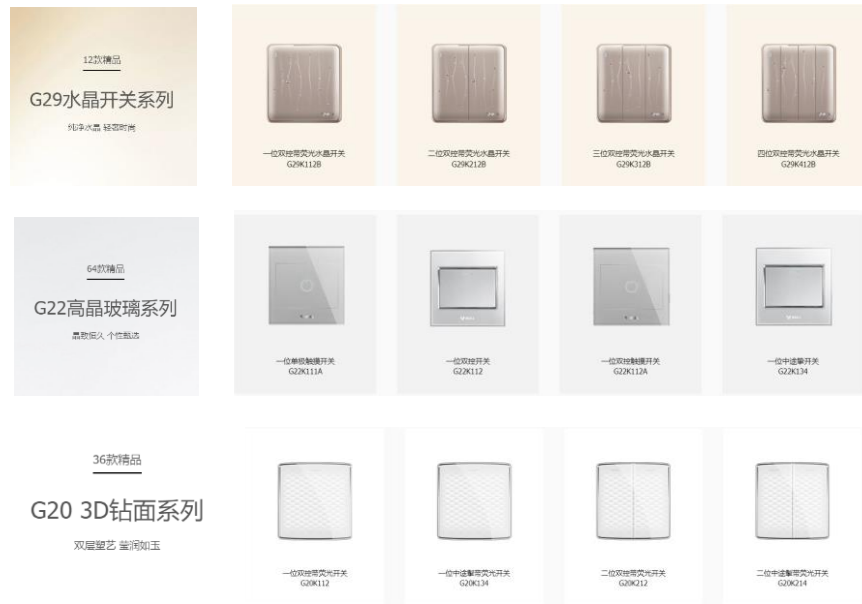 12款精品
G29水晶开关系列
纯净水晶 轻奢时尚
一位双控带荧光水晶开关
G29K112B
二位双控带荧光水晶开关
G29K212B
三位双控带荧光水晶开关
G29K312B
四位双控带荧光水晶开关
G29K412B
64款精品
G22高晶玻璃系列
晶致恒久 个性甄选
一位单极触摸开关
G22K111A
一位双控开关
G22K112
一位双控触摸开关
G22K112A
一位中途掣开关
G22K134
36款精品
G20 3D钻面系列
双层塑艺 莹润如玉
一位双控带荧光开关
G20K112
一位中途掣带荧光开关
G20K134
二位双控带荧光开关
G20K212
二位中途掣带荧光开关
G20K214